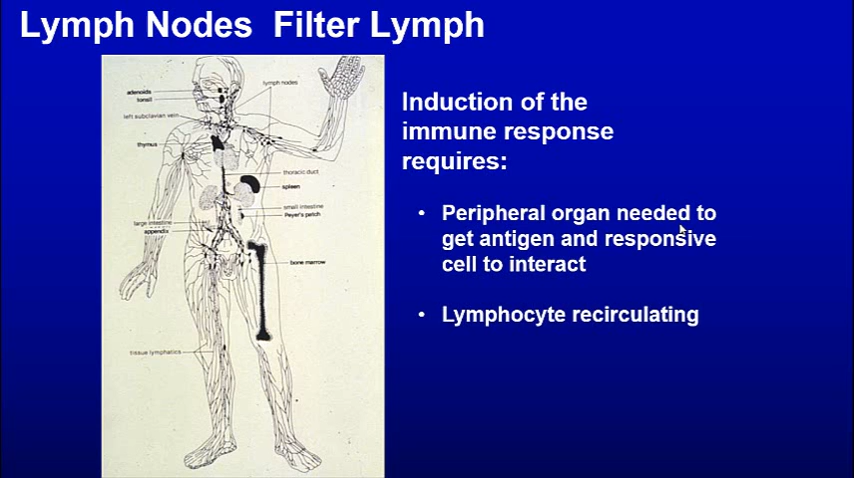 Lymph Nodes Filter Lymph
adenoids
tonsil
left subclavian vein
thymus
large intestine
appendix
tissue lymphatics
lymph nodes
thoracic duct
spleen
small intestine
Peyer's patch
bone marrow
Induction of the
immune response
requires:
• Peripheral organ needed to
get antigen and responsive
cell to interact
• Lymphocyte recirculating